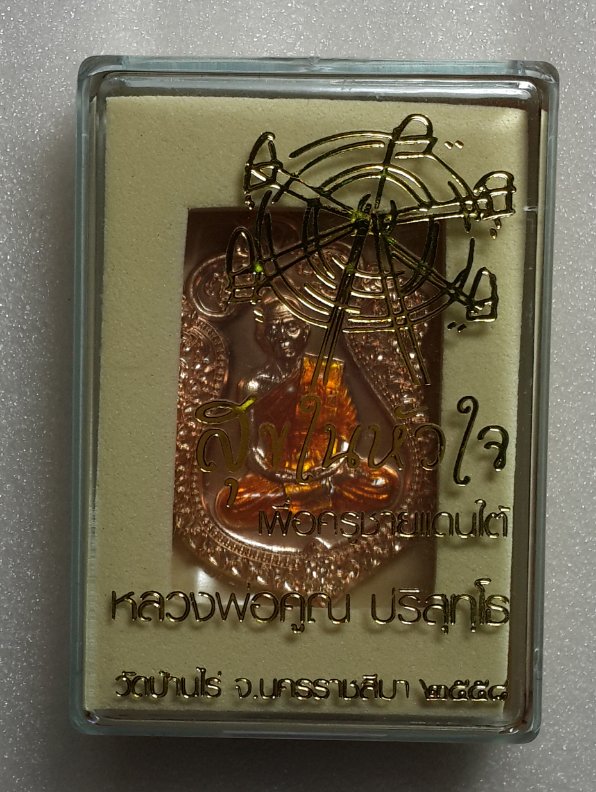 สุขในหัวใจ
เพื่อครูชายแดนใต้
หลวงพ่อคูณ ปริสุทฺโธ
วัดบ้านไร่ จ.นครราชสีมา ๒๕๕๘